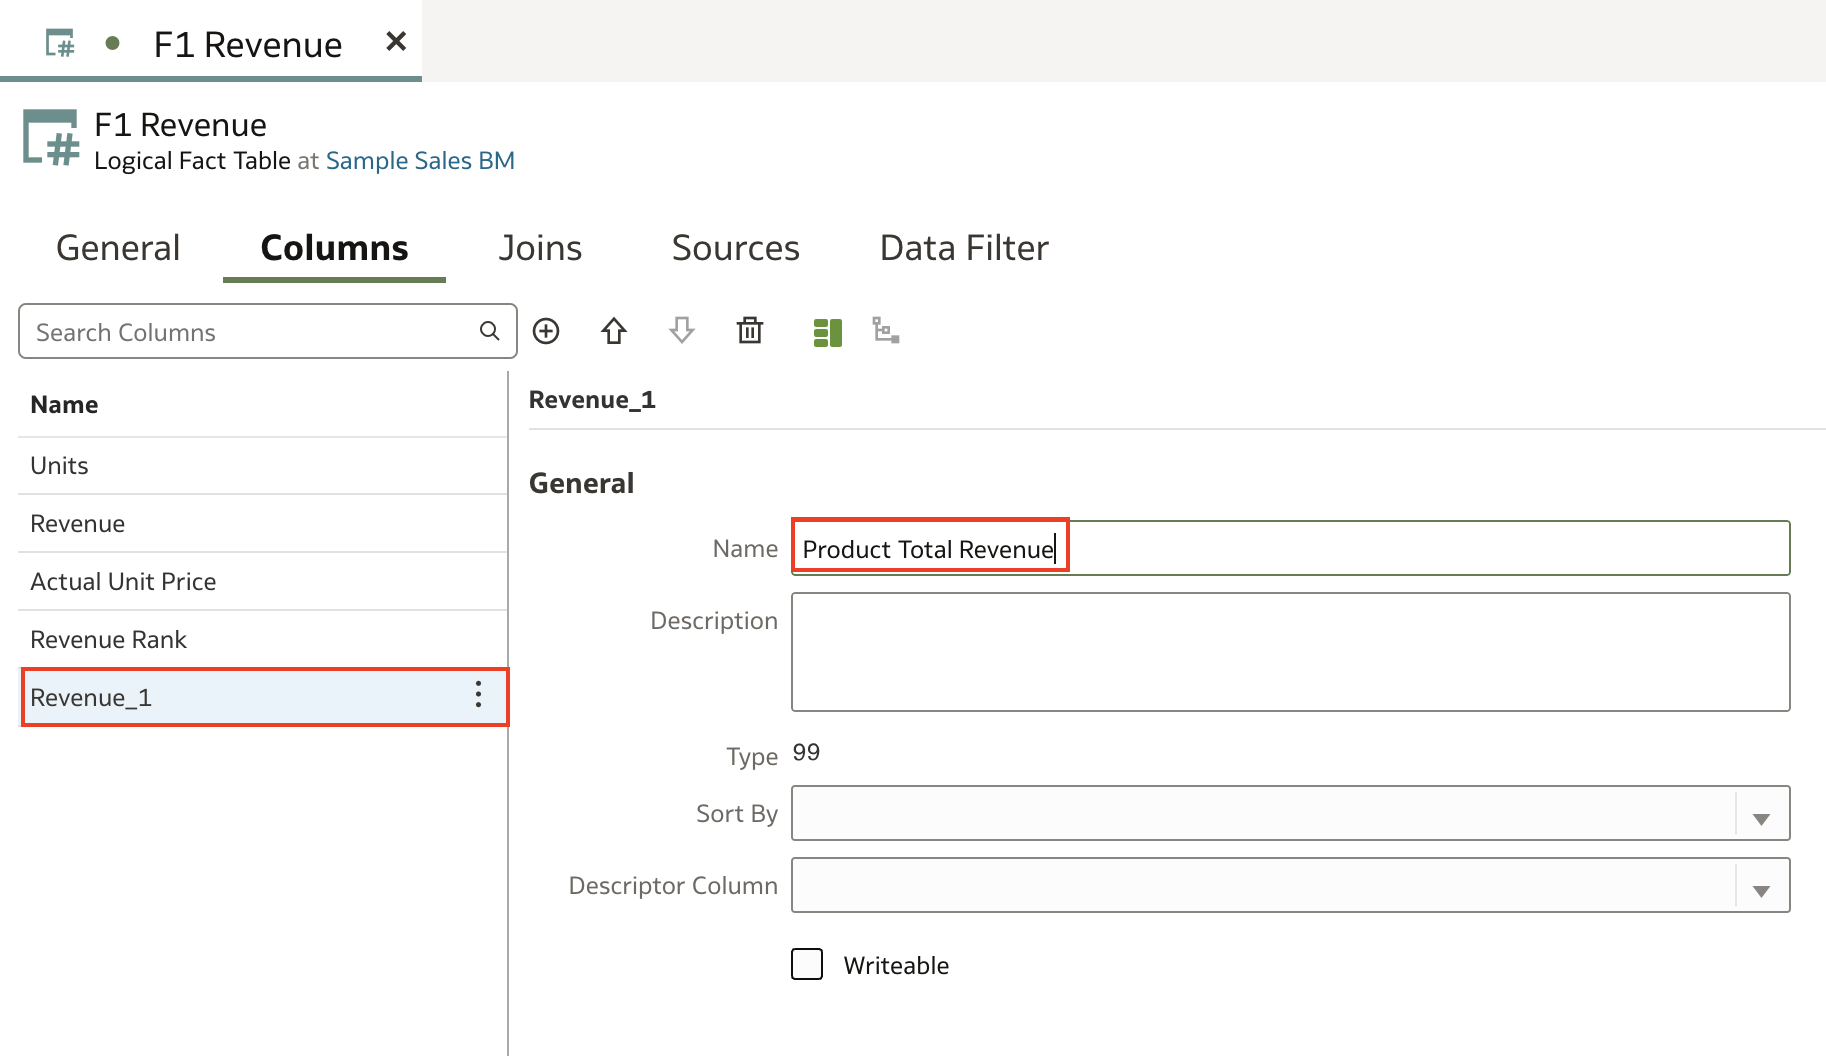 F1 Revenue
F1 Revenue
Logical Fact Table at Sample Sales BM
General Columns Joins Sources Data Filter
Search Columns
Name
Units
Revenue
Actual Unit Price
Revenue Rank
Revenue_1
Revenue_1
General
Name Product Total Revenue
Description
Type 99
Sort By
Descriptor Column
Writeable